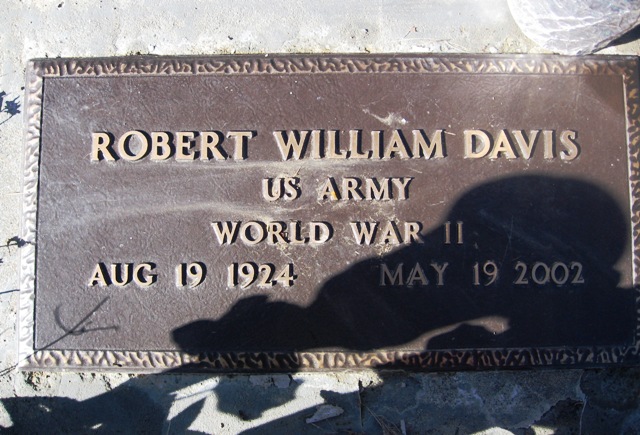 ROBERT WILLIAM DAVIS
US ARMY
WORLD WAR II
AUG 19 1924 MAY 19 2002